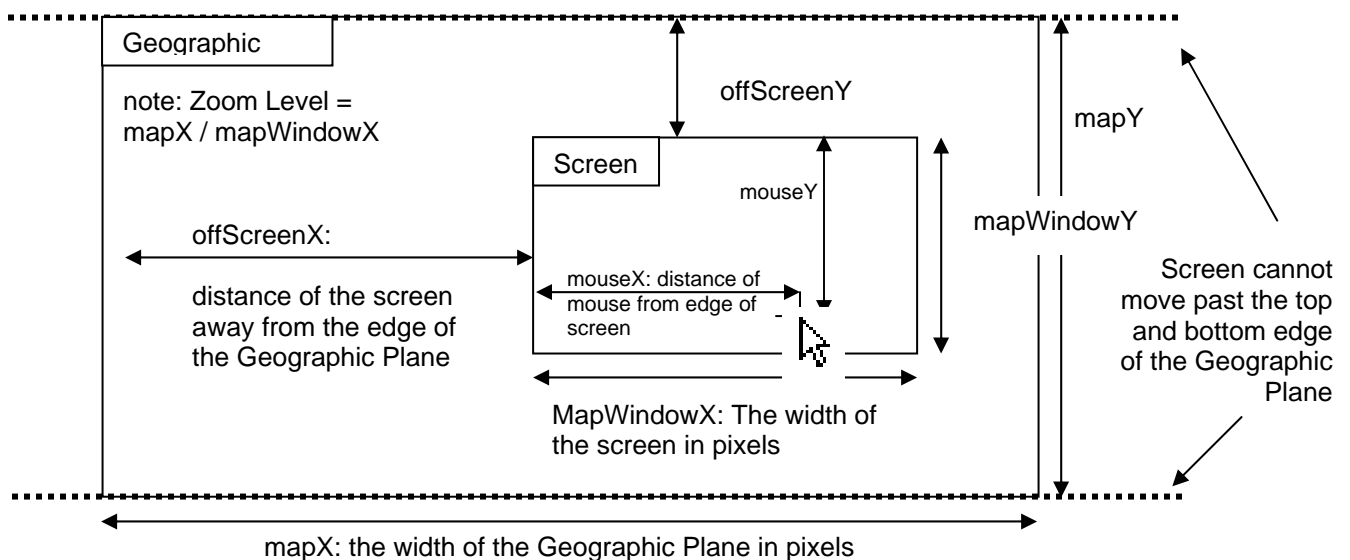 Geographic
note: Zoom Level =
mapX / mapWindowX
offScreenY
mapY
Screen
mouseY
mapWindowY
offScreenX:
distance of the screen
away from the edge of
the Geographic Plane
mouseX: distance of
mouse from edge of
screen
Screen cannot
move past the top
and bottom edge
of the Geographic
Plane
MapWindowX: The width of
the screen in pixels
mapX: the width of the Geographic Plane in pixels